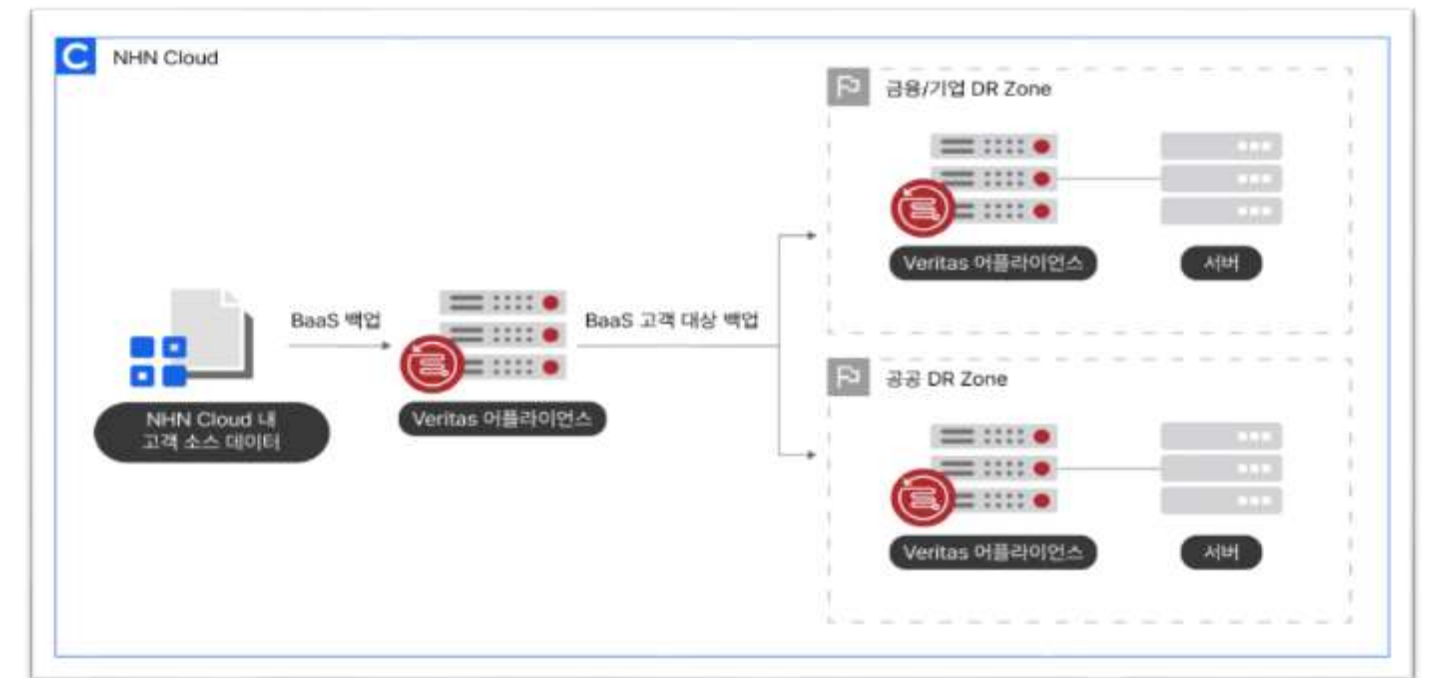 C NHN Cloud
금융/기업 DR Zone
Veritas 어플라이언스
서버
BaaS 백업
BaaS 고객 대상 백업
NHN Cloud 내
고객 소스 데이터
Veritas 어플라이언스
공공 DR Zone
Veritas 어플라이언스
서버